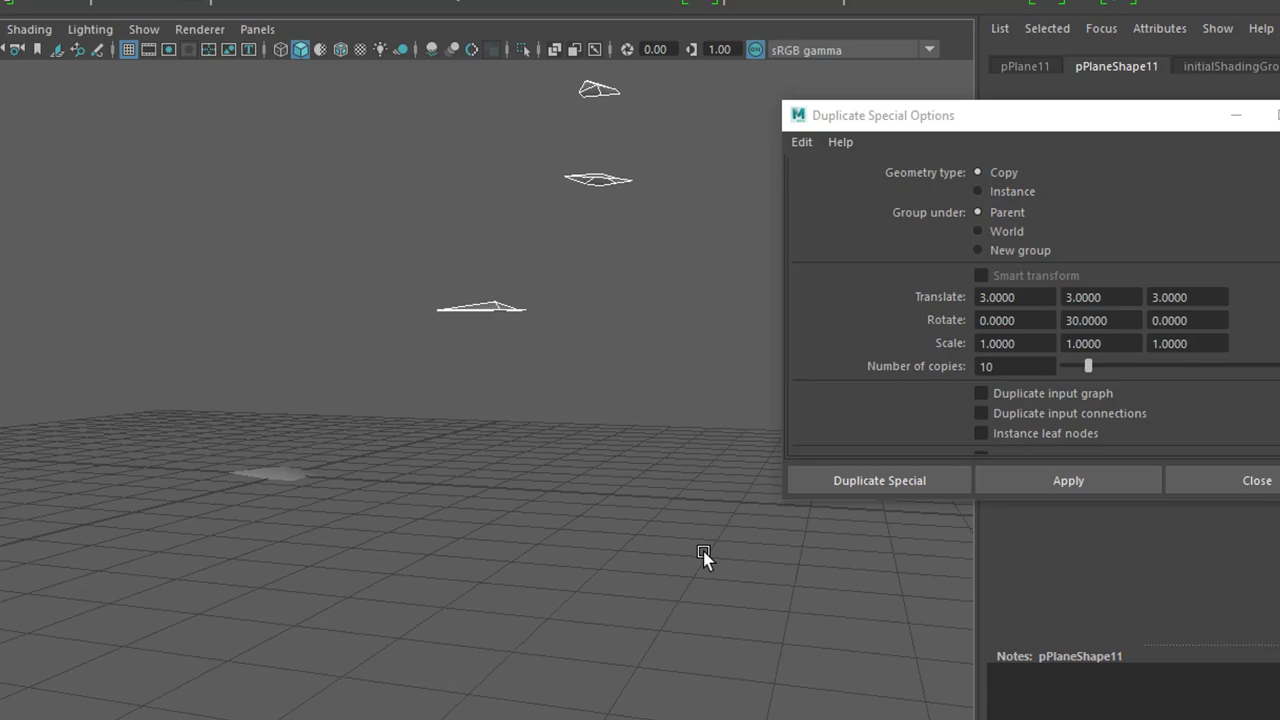 Shading Lighting Show Renderer Panels
List Selected Focus Attributes Show Help
0.00 1.00 ON sRGB gamma
pPlane11 pPlaneShape11 initialShadingGro
M Duplicate Special Options
Edit Help
Geometry type: Copy
Instance
Group under: Parent
World
New group
Smart transform
Translate: 3.0000 3.0000 3.0000
Rotate: 0.0000 30.0000 0.0000
Scale: 1.0000 1.0000 1.0000
Number of copies: 10
Duplicate input graph
Duplicate input connections
Instance leaf nodes
Duplicate Special Apply Close
Notes: pPlaneShape11